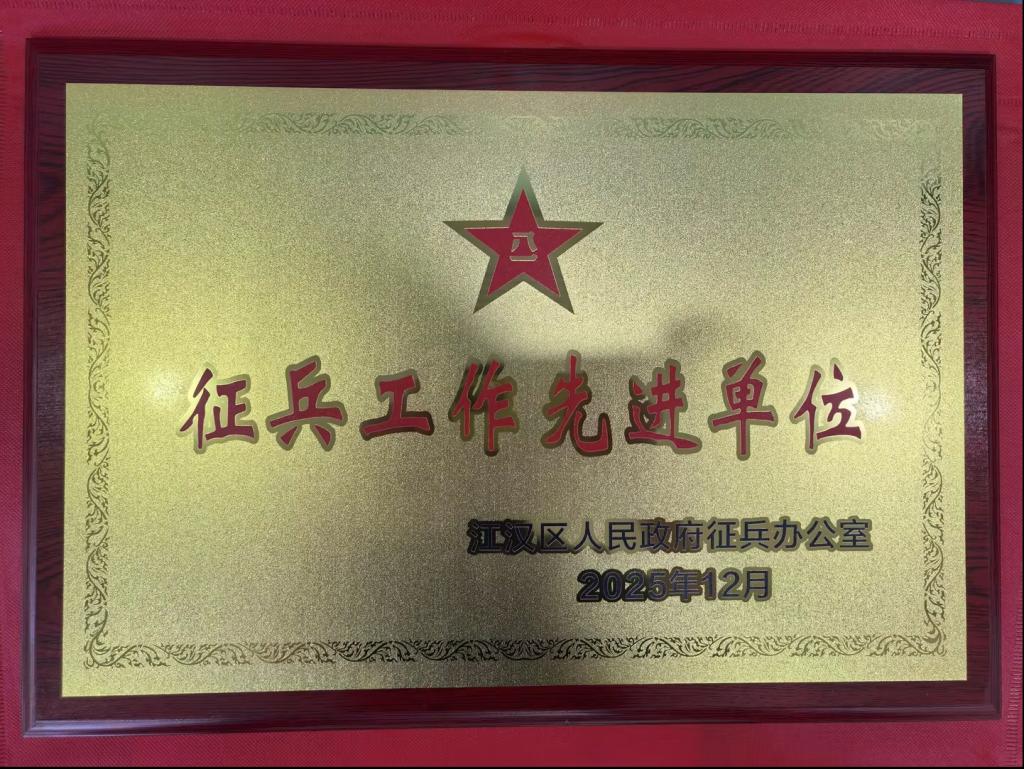 八一
征兵工作先进单位
江汉区人民政府征兵办公室
2025年12月